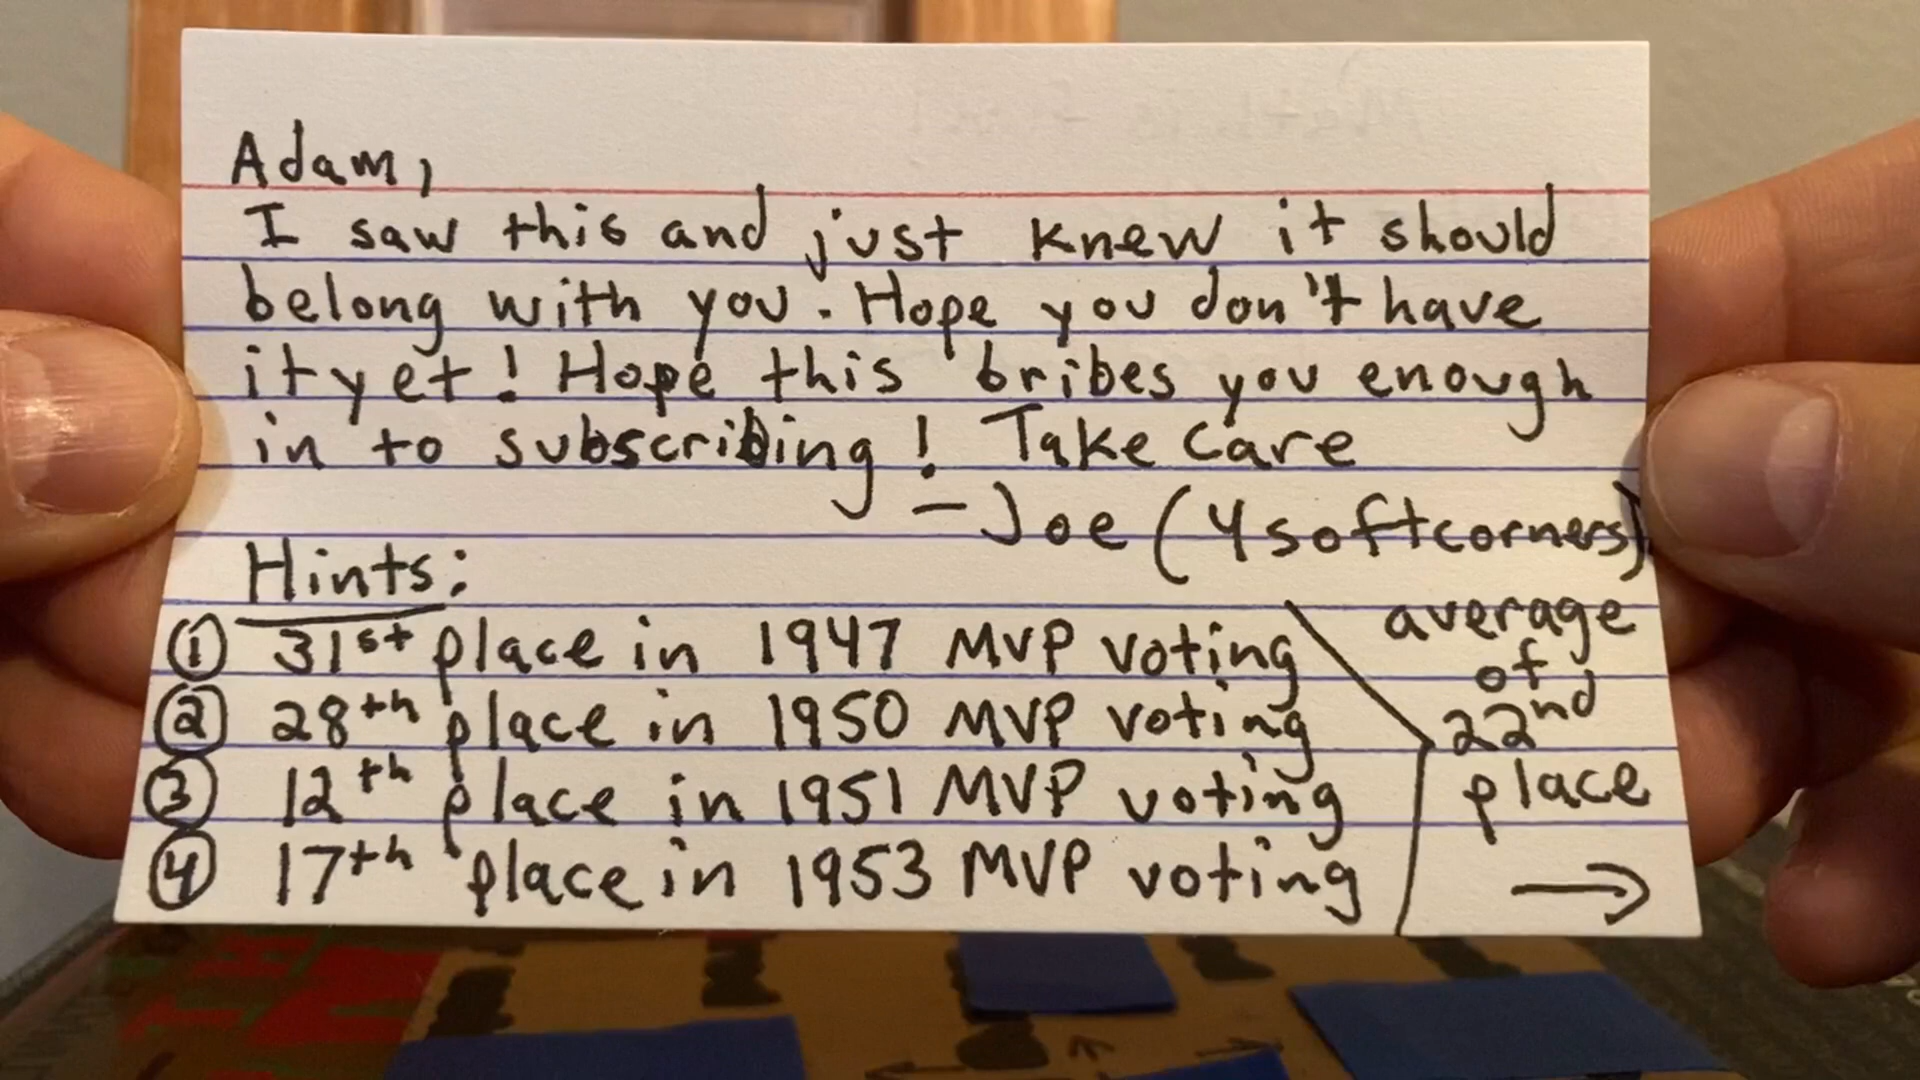 Adam,
I saw this and just knew it should
belong with you. Hope you don't have
it yet! Hope this bribes you enough
in to subscribing! Take care
- Joe (4softcorners)
Hints:
① 31st place in 1947 MVP voting
② 28th place in 1950 MVP voting
③ 12th place in 1951 MVP voting
④ 17th place in 1953 MVP voting
average
of
22nd
place
→